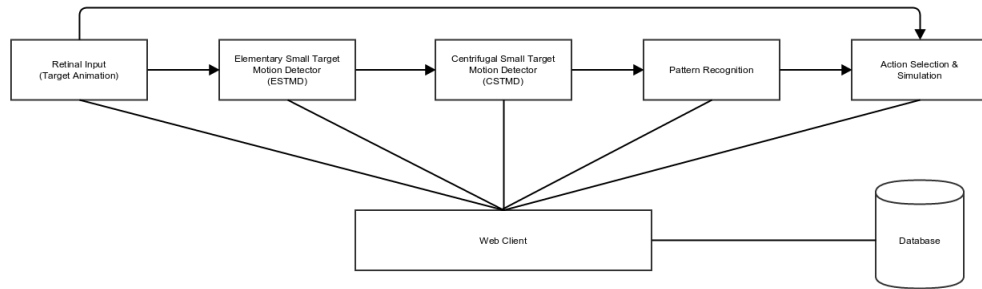 Retinal Input
(Target Animation)
Elementary Small Target
Motion Detector
(ESTMD)
Centrifugal Small Target
Motion Detector
(CSTMD)
Pattern Recognition
Action Selection &
Simulation
Web Client
Database